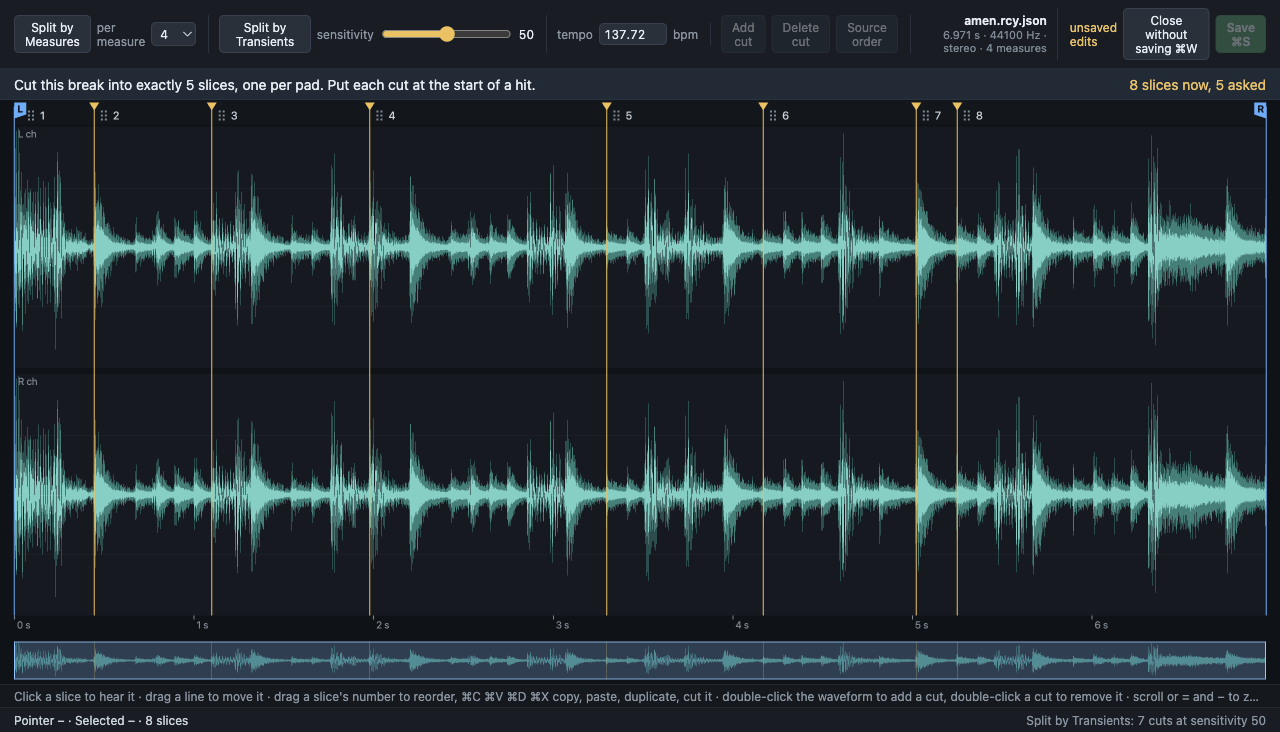 Split by Measures
per measure
4
Split by Transients
sensitivity
50
tempo
137.72
bpm
Add cut
Delete cut
Source order
amen.rcy.json
6.971 s · 44100 Hz · stereo · 4 measures
unsaved edits
Close without saving ⌘W
Save ⌘S
Cut this break into exactly 5 slices, one per pad. Put each cut at the start of a hit.
8 slices now, 5 asked
L
1
2
3
4
5
6
7
8
R
L ch
R ch
0 s
1 s
2 s
3 s
4 s
5 s
6 s
Click a slice to hear it · drag a line to move it · drag a slice's number to reorder, ⌘C ⌘V ⌘D ⌘X copy, paste, duplicate, cut it · double-click the waveform to add a cut, double-click a cut to remove it · scroll or = and − to z…
Pointer – · Selected – · 8 slices
Split by Transients: 7 cuts at sensitivity 50